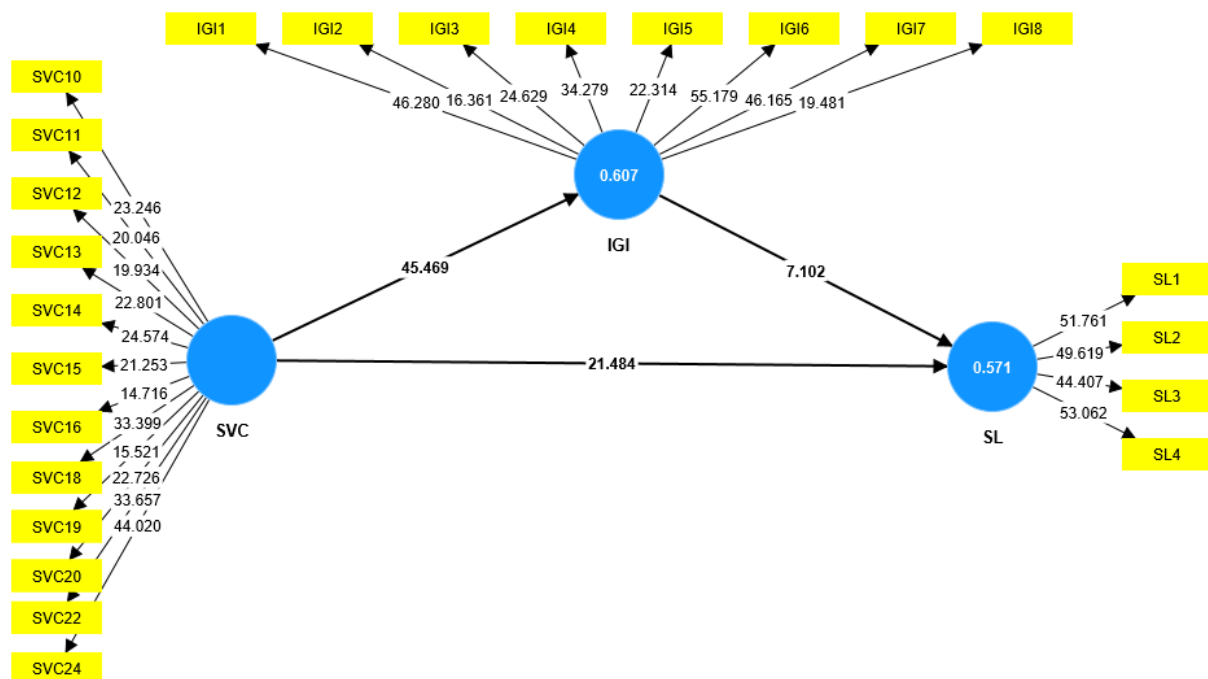 IGI1 IGI2 IGI3 IGI4 IGI5 IGI6 IGI7 IGI8
46.280 16.361 24.629 34.279 22.314 55.179 46.165 19.481
SVC10
SVC11
SVC12
SVC13
SVC14
SVC15
SVC16
SVC18
SVC19
SVC20
SVC22
SVC24
23.246
20.046
19.934
22.801
24.574
21.253
14.716
33.399
15.521
22.726
33.657
44.020
SVC
45.469
0.607
IGI
7.102
21.484
0.571
SL
51.761
49.619
44.407
53.062
SL1
SL2
SL3
SL4